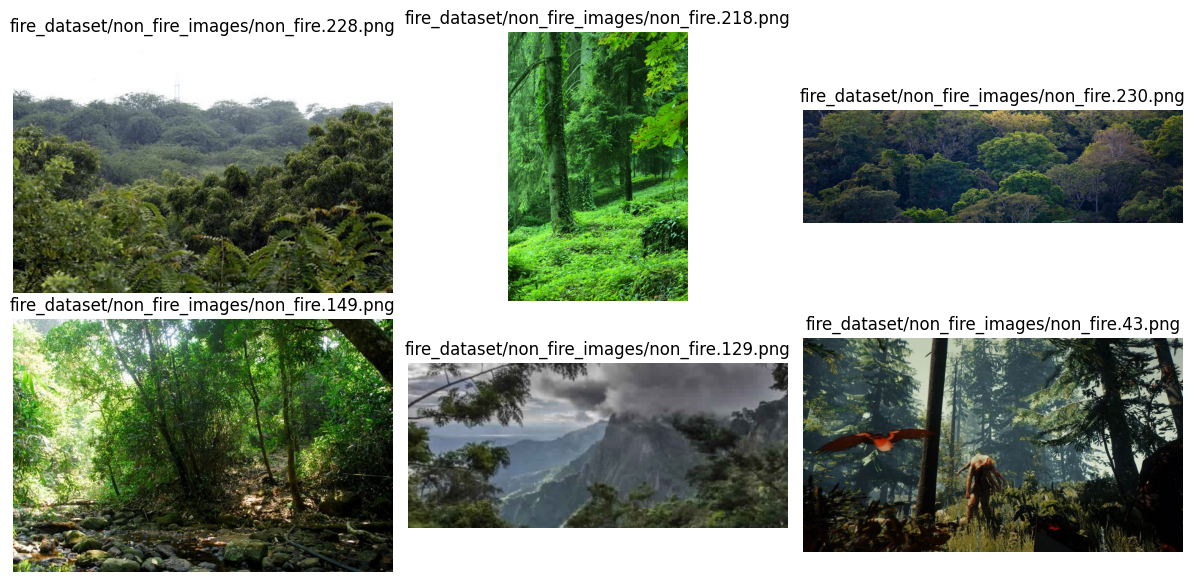 fire_dataset/non_fire_images/non_fire.228.png
fire_dataset/non_fire_images/non_fire.218.png
fire_dataset/non_fire_images/non_fire.230.png
fire_dataset/non_fire_images/non_fire.149.png
fire_dataset/non_fire_images/non_fire.129.png
fire_dataset/non_fire_images/non_fire.43.png